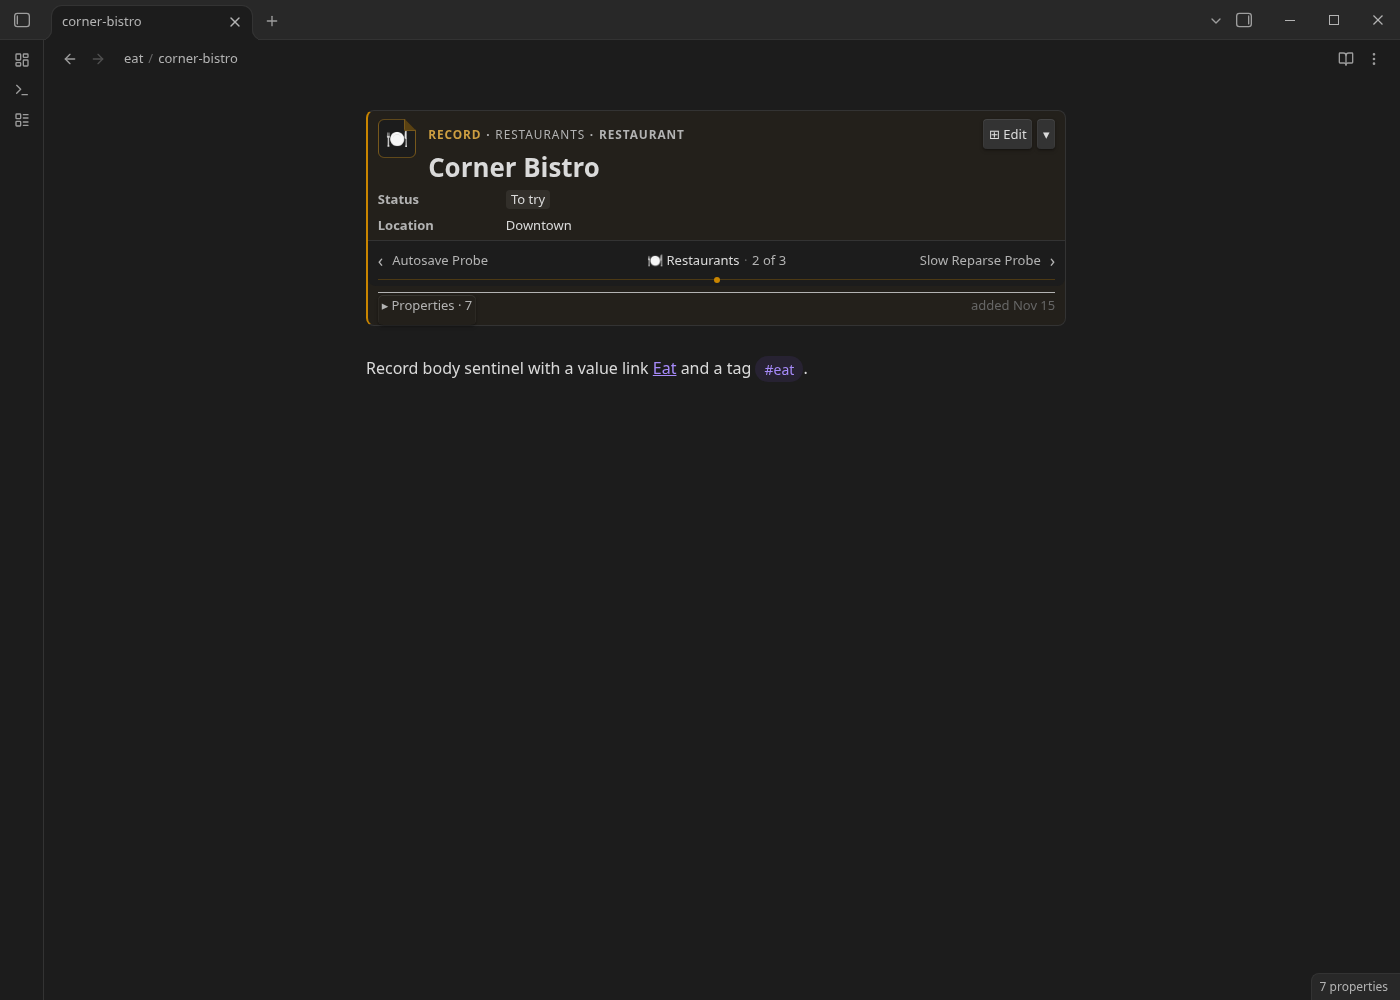 corner-bistro
eat / corner-bistro
RECORD · RESTAURANTS · RESTAURANT
Edit
Corner Bistro
Status To try
Location Downtown
‹ Autosave Probe Restaurants · 2 of 3 Slow Reparse Probe ›
▸ Properties · 7 added Nov 15
Record body sentinel with a value link Eat and a tag #eat.
7 properties